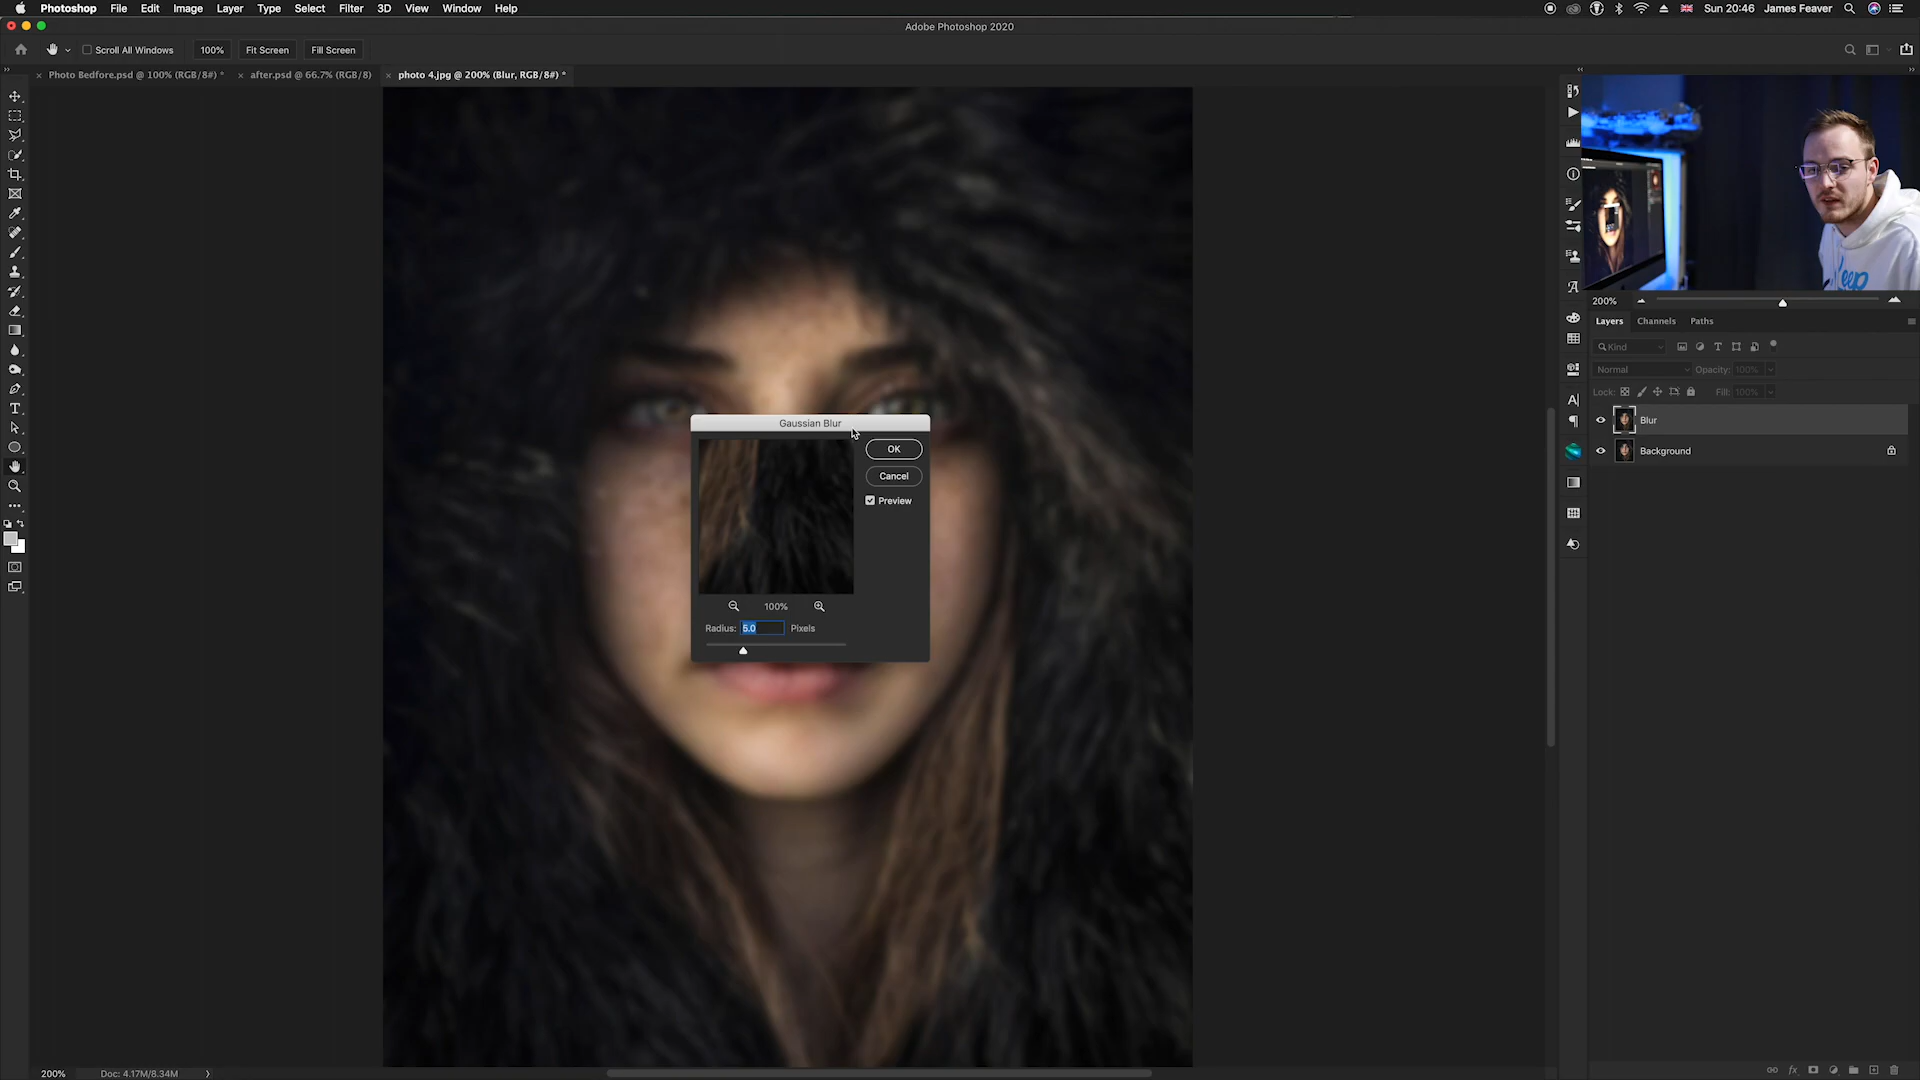 Photoshop File Edit Image Layer Type Select Filter 3D View Window Help
Sun 20:46 James Feaver
Adobe Photoshop 2020
Scroll All Windows 100% Fit Screen Fill Screen
Photo Bedfore.psd @ 100% (RGB/8#) * after.psd @ 66.7% (RGB/8) photo 4.jpg @ 200% (Blur, RGB/8#) *
200%
Layers Channels Paths
Kind
Normal Opacity: 100%
Lock: Fill: 100%
Blur
Background
Gaussian Blur
OK
Cancel
Preview
100%
Radius: 5.0 Pixels
200% Doc: 4.17M/8.34M